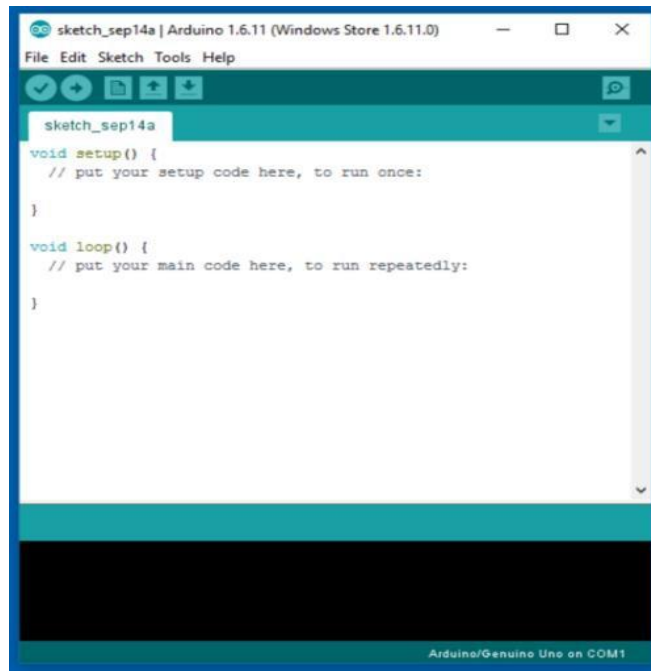 sketch_sep14a | Arduino 1.6.11 (Windows Store 1.6.11.0)
File Edit Sketch Tools Help
sketch_sep14a
void setup() {
  // put your setup code here, to run once:
}
void loop() {
  // put your main code here, to run repeatedly:
}
Arduino/Genuino Uno on COM1